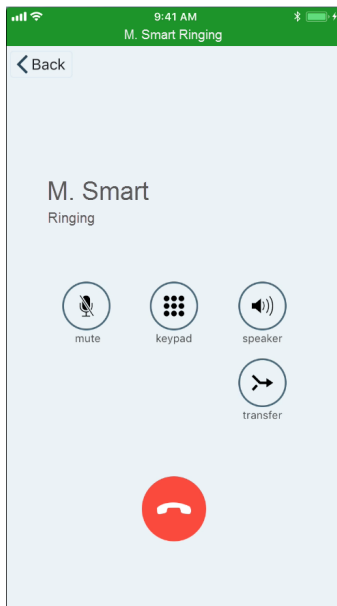 9:41 AM
M. Smart Ringing
Back
M. Smart
Ringing
mute keypad speaker
transfer